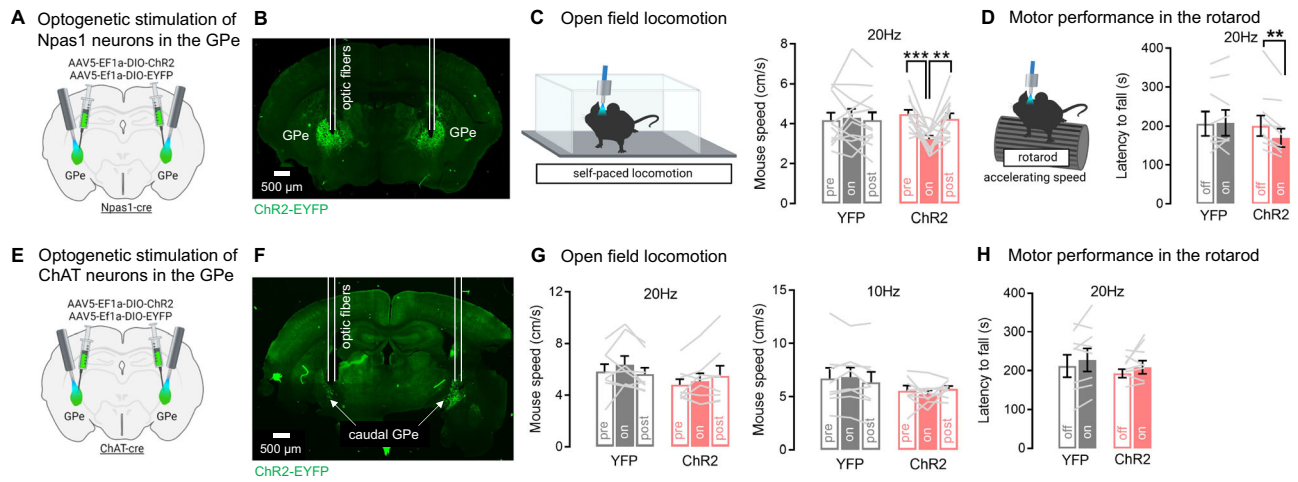 A Optogenetic stimulation of
Npas1 neurons in the GPe
AAV5-EF1a-DIO-ChR2
AAV5-Ef1a-DIO-EYFP
GPe GPe
Npas1-cre
B
optic fibers
GPe GPe
500 µm
ChR2-EYFP
C Open field locomotion
self-paced locomotion
20Hz
*** **
Mouse speed (cm/s)
8
6
4
2
0
pre on post pre on post
YFP ChR2
D Motor performance in the rotarod
rotarod
accelerating speed
20Hz
**
Latency to fall (s)
400
300
200
100
0
off on off on
YFP ChR2
E Optogenetic stimulation of
ChAT neurons in the GPe
AAV5-EF1a-DIO-ChR2
AAV5-Ef1a-DIO-EYFP
GPe GPe
ChAT-cre
F
optic fibers
caudal GPe
500 µm
ChR2-EYFP
G Open field locomotion
20Hz
Mouse speed (cm/s)
12
9
6
3
0
pre on post pre on post
YFP ChR2
10Hz
Mouse speed (cm/s)
15
10
5
0
pre on post pre on post
YFP ChR2
H Motor performance in the rotarod
20Hz
Latency to fall (s)
400
300
200
100
0
off on off on
YFP ChR2